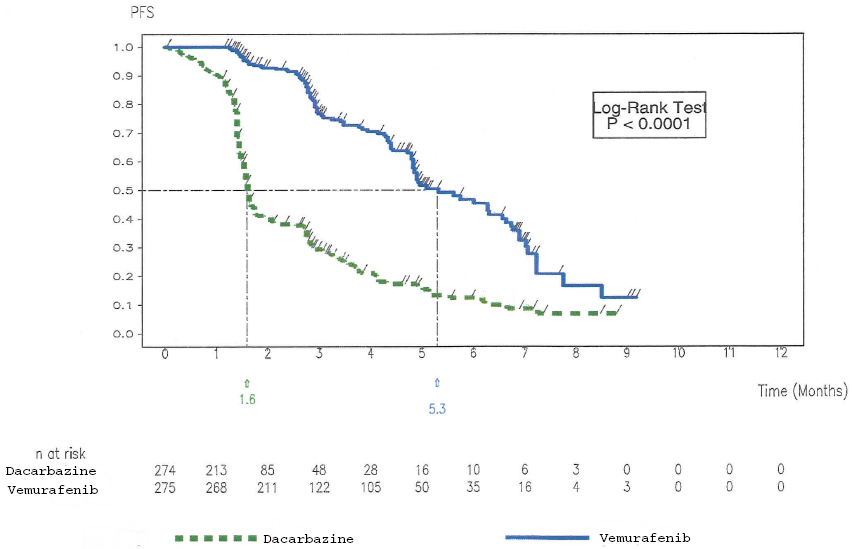 PFS
1.0
0.9
0.8
0.7
0.6
0.5
0.4
0.3
0.2
0.1
0.0
Log-Rank Test
P < 0.0001
0 1 2 3 4 5 6 7 8 9 10 11 12
1.6
5.3
Time (Months)
n at risk
Dacarbazine 274 213 85 48 28 16 10 6 3 0 0 0 0
Vemurafenib 275 268 211 122 105 50 35 16 4 3 0 0 0
Dacarbazine Vemurafenib